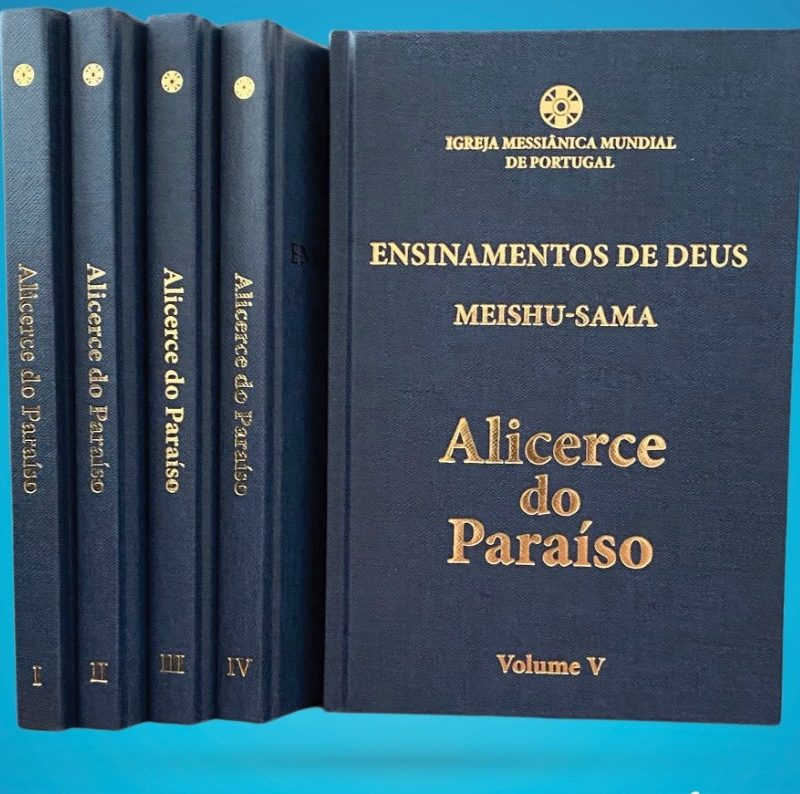 Alicerce do Paraíso
I
Alicerce do Paraíso
II
Alicerce do Paraíso
III
Alicerce do Paraíso
IV
IGREJA MESSIÂNICA MUNDIAL
DE PORTUGAL
ENSINAMENTOS DE DEUS
MEISHU-SAMA
Alicerce
do
Paraíso
Volume V